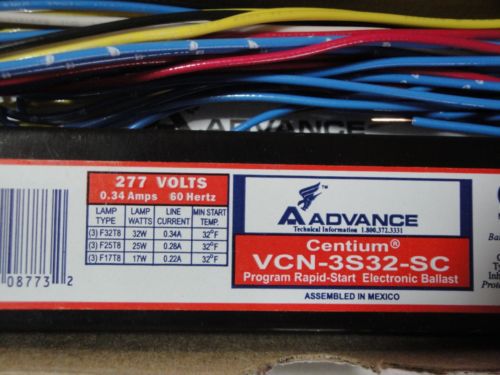 ADVANCE
277 VOLTS
0.34 Amps 60 Hertz
LAMP TYPE LAMP WATTS LINE CURRENT MIN START TEMP.
(3) F32T8 32W 0.34A 32°F
(3) F25T8 25W 0.28A 32°F
(3) F17T8 17W 0.22A 32°F
08773 2
ADVANCE
Technical Information 1.800.372.3331
Centium®
VCN-3S32-SC
Program Rapid-Start Electronic Ballast
ASSEMBLED IN MEXICO